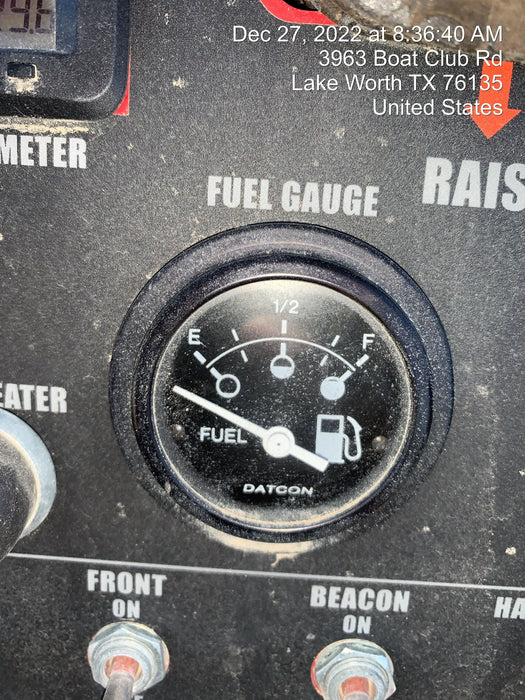 Dec 27, 2022 at 8:36:40 AM
3963 Boat Club Rd
Lake Worth TX 76135
United States
METER
RAIS
FUEL GAUGE
E
1/2
F
EATER
FUEL
DATCON
FRONT
ON
BEACON
ON
HA